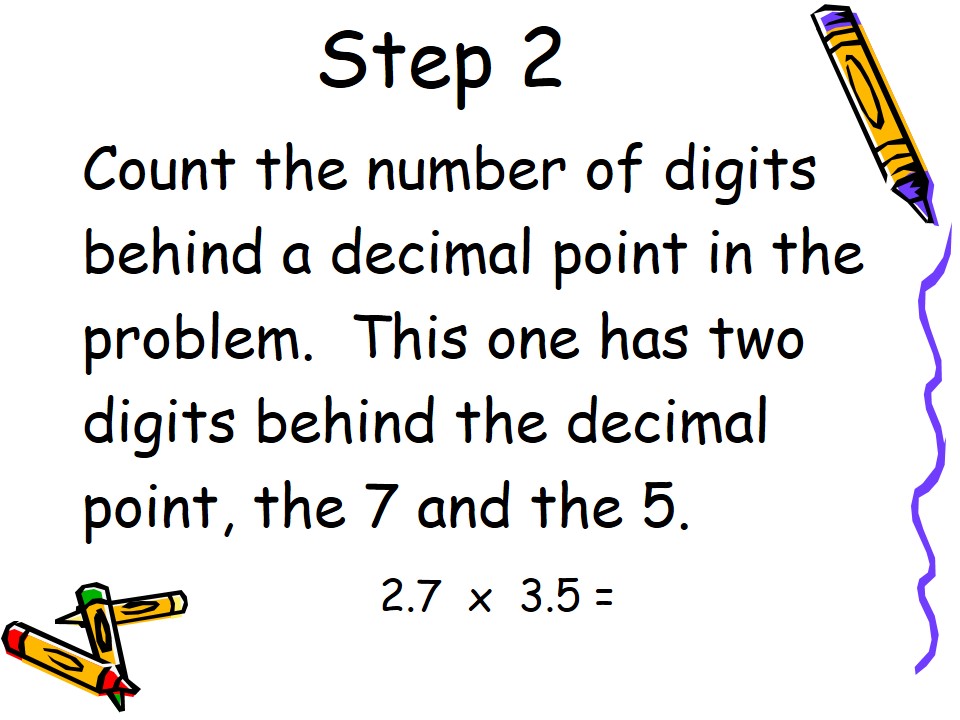 Step 2
Count the number of digits
behind a decimal point in the
problem.  This one has two
digits behind the decimal
point, the 7 and the 5.
2.7  x  3.5 =